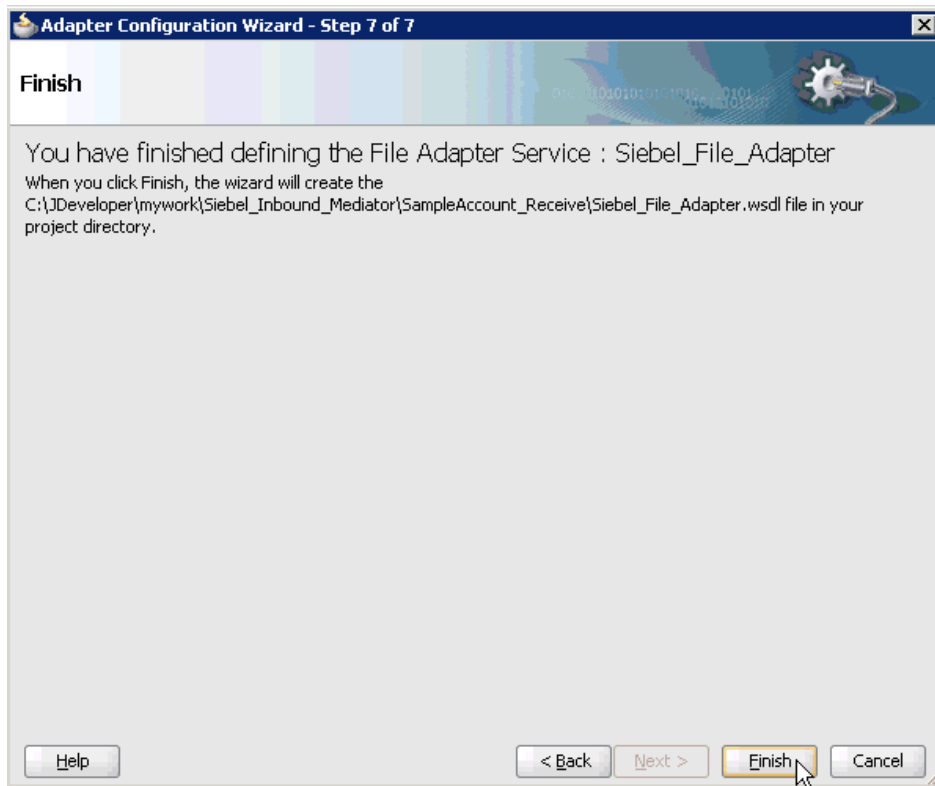 Adapter Configuration Wizard - Step 7 of 7
Finish
You have finished defining the File Adapter Service : Siebel_File_Adapter
When you click Finish, the wizard will create the
C:\JDeveloper\mywork\Siebel_Inbound_Mediator\SampleAccount_Receive\Siebel_File_Adapter.wsdl file in your
project directory.
Help
< Back
Next >
Finish
Cancel